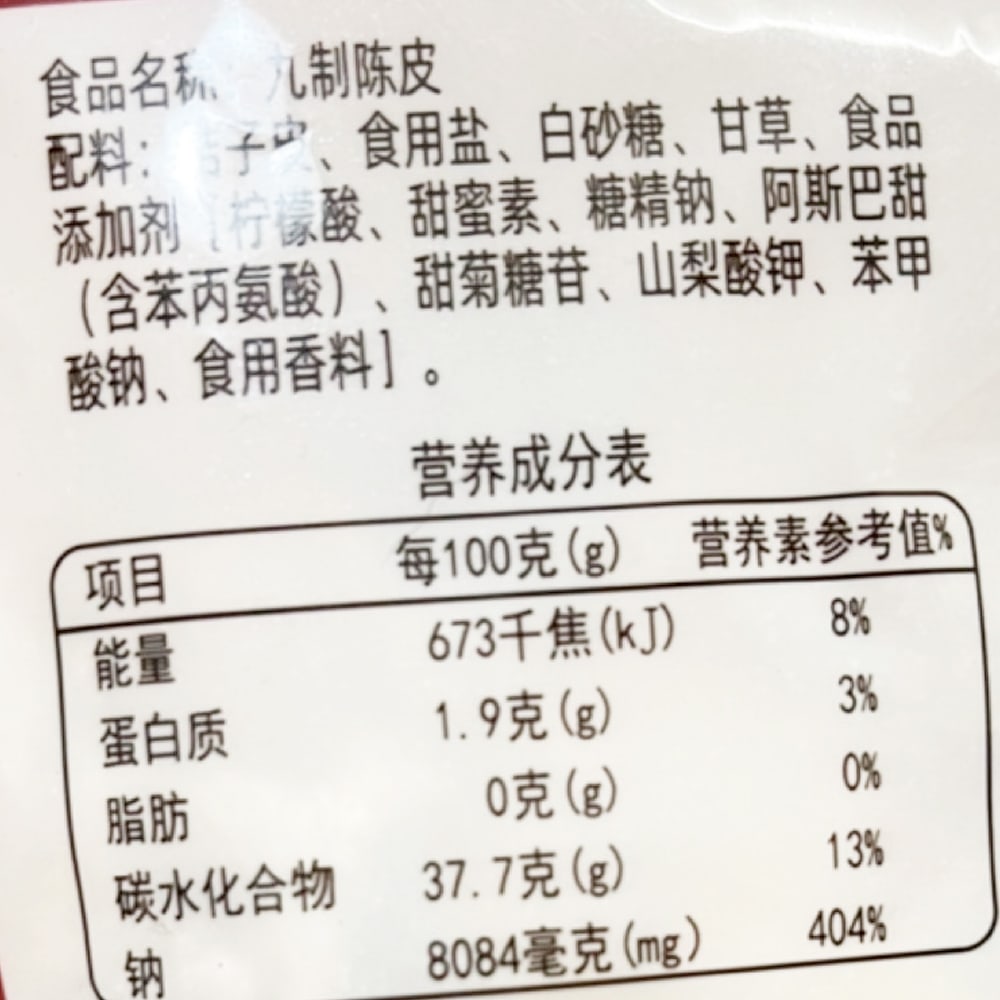 食品名称 九制陈皮
配料：桔子皮、食用盐、白砂糖、甘草、食品
添加剂［柠檬酸、甜蜜素、糖精钠、阿斯巴甜
（含苯丙氨酸）、甜菊糖苷、山梨酸钾、苯甲
酸钠、食用香料］。
营养成分表
项目 每100克(g) 营养素参考值%
能量 673千焦(kJ) 8%
蛋白质 1.9克(g) 3%
脂肪 0克(g) 0%
碳水化合物 37.7克(g) 13%
钠 8084毫克(mg) 404%